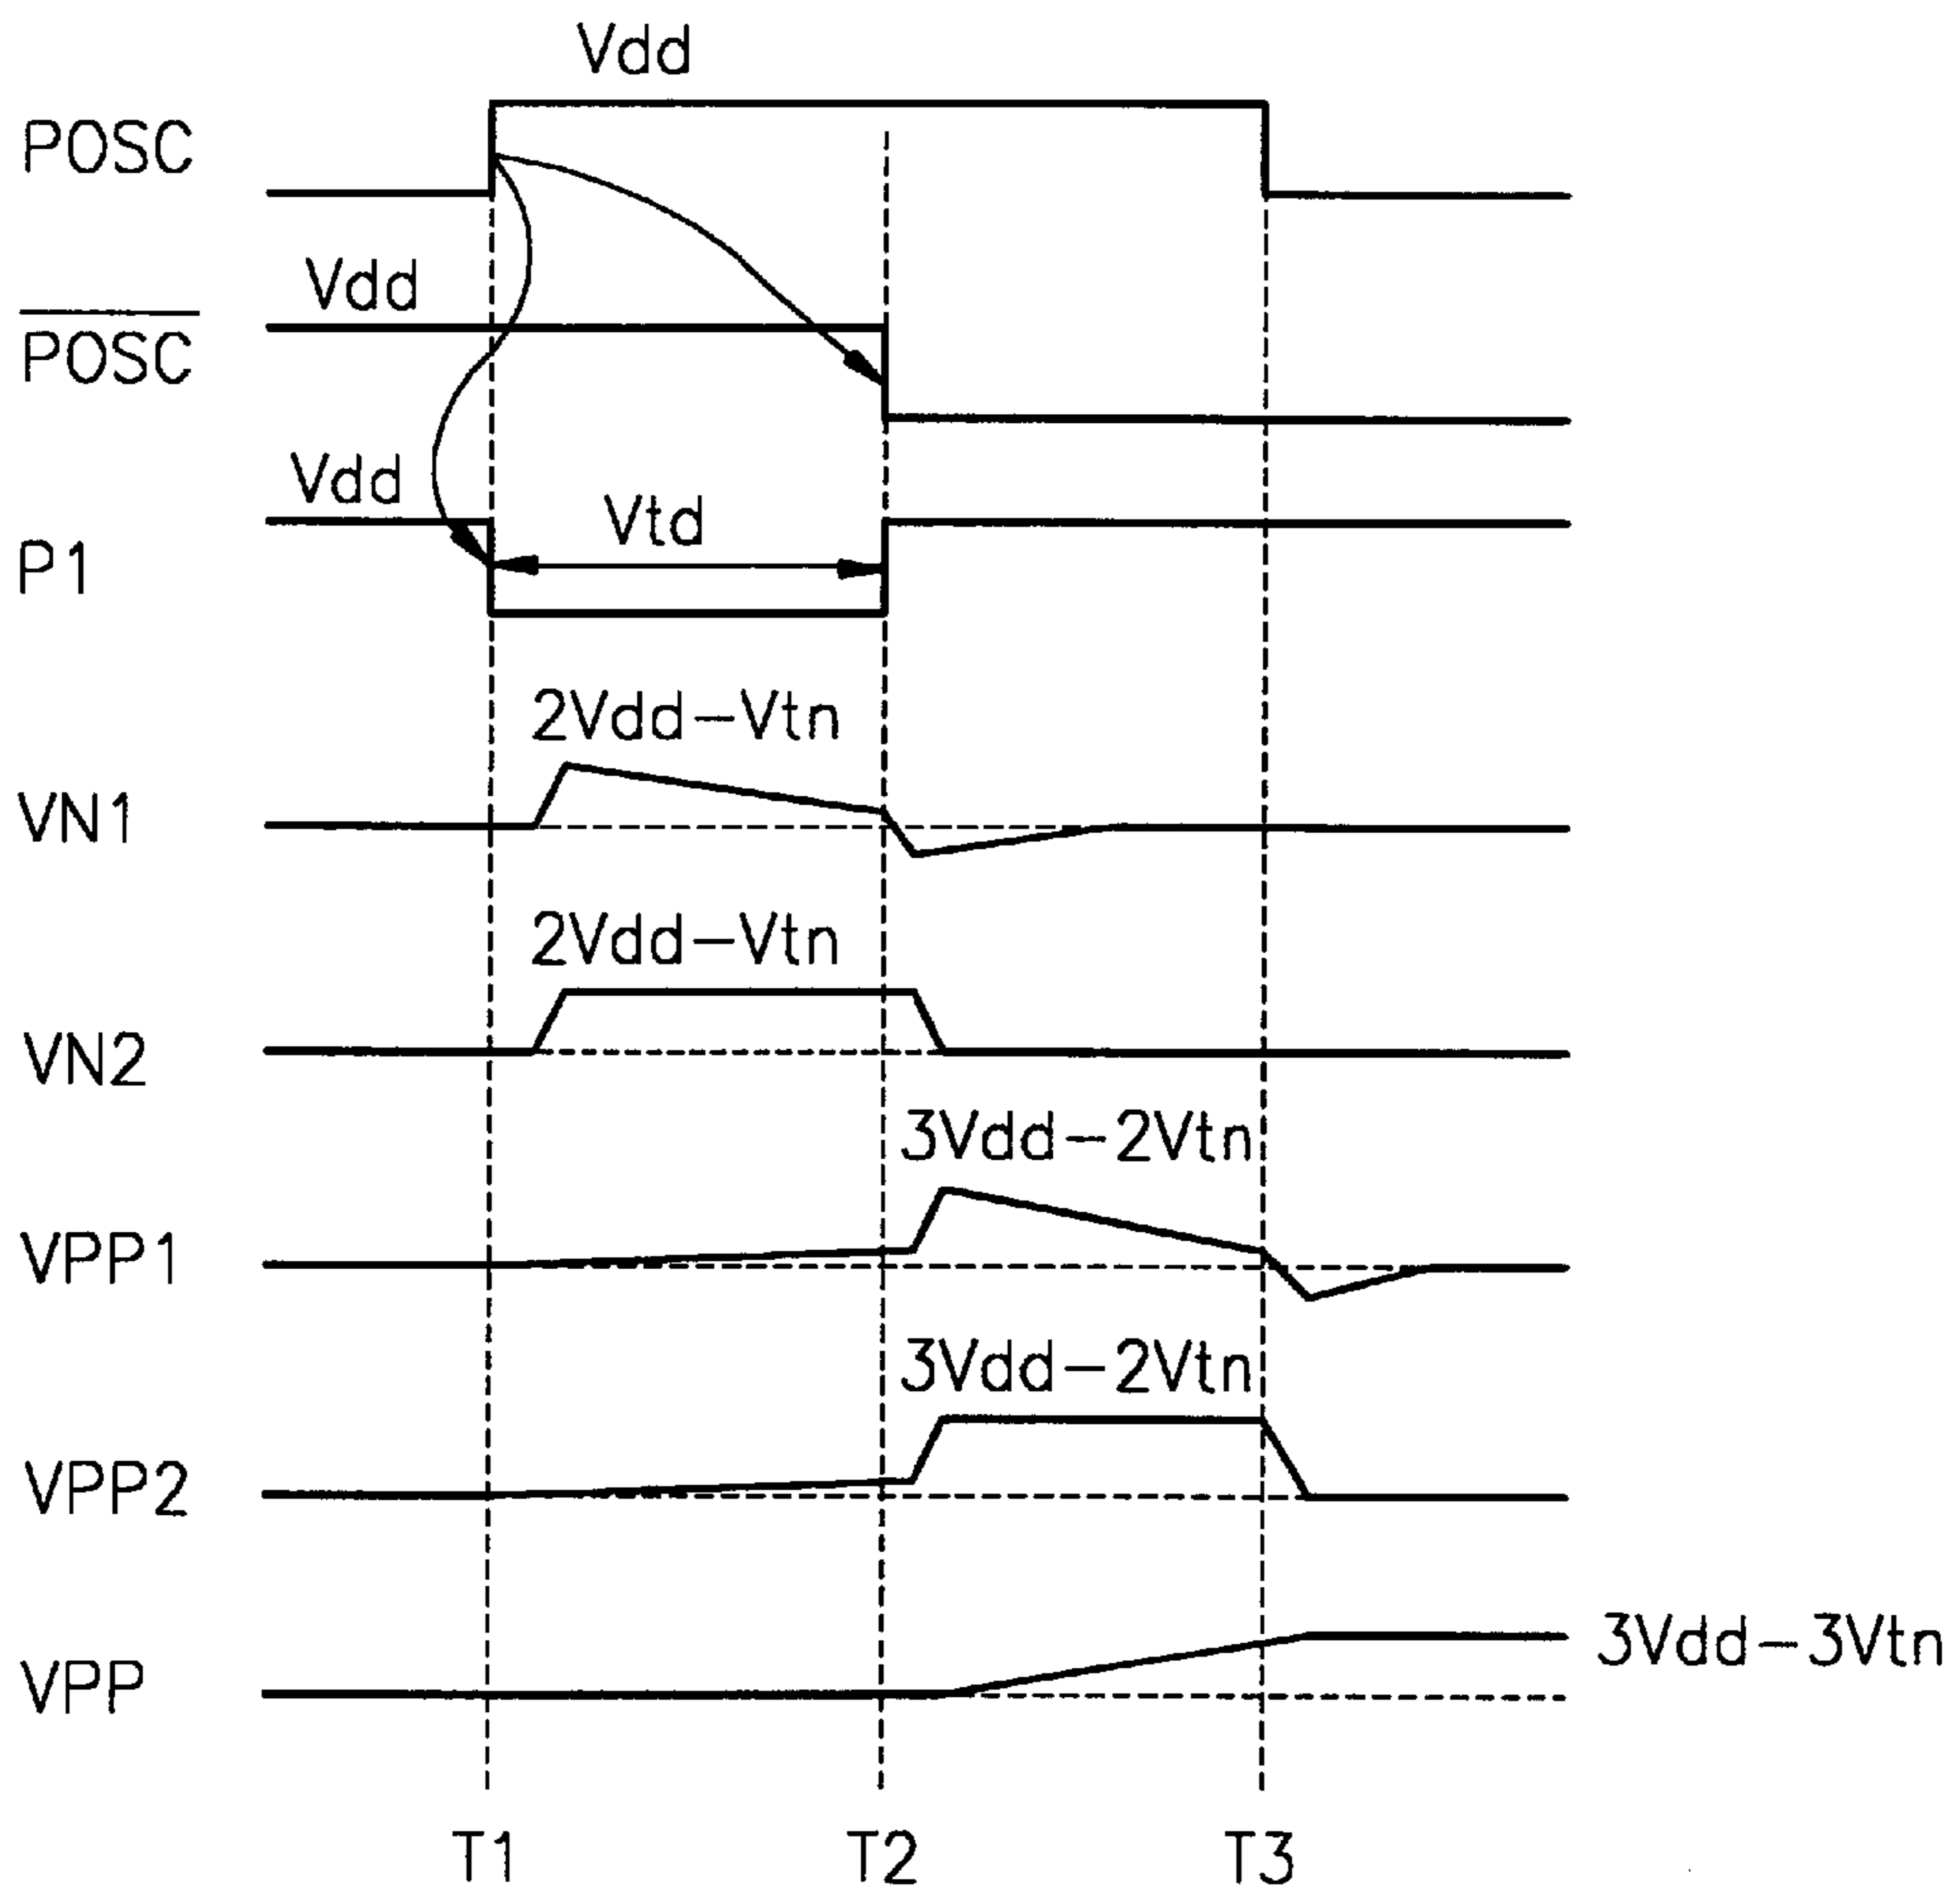 Vdd
POSC
Vdd
POSC
Vdd
Vtd
P1
2Vdd-Vtn
VN1
2Vdd-Vtn
VN2
3Vdd-2Vtn
VPP1
3Vdd-2Vtn
VPP2
3Vdd-3Vtn
VPP
T1 T2 T3